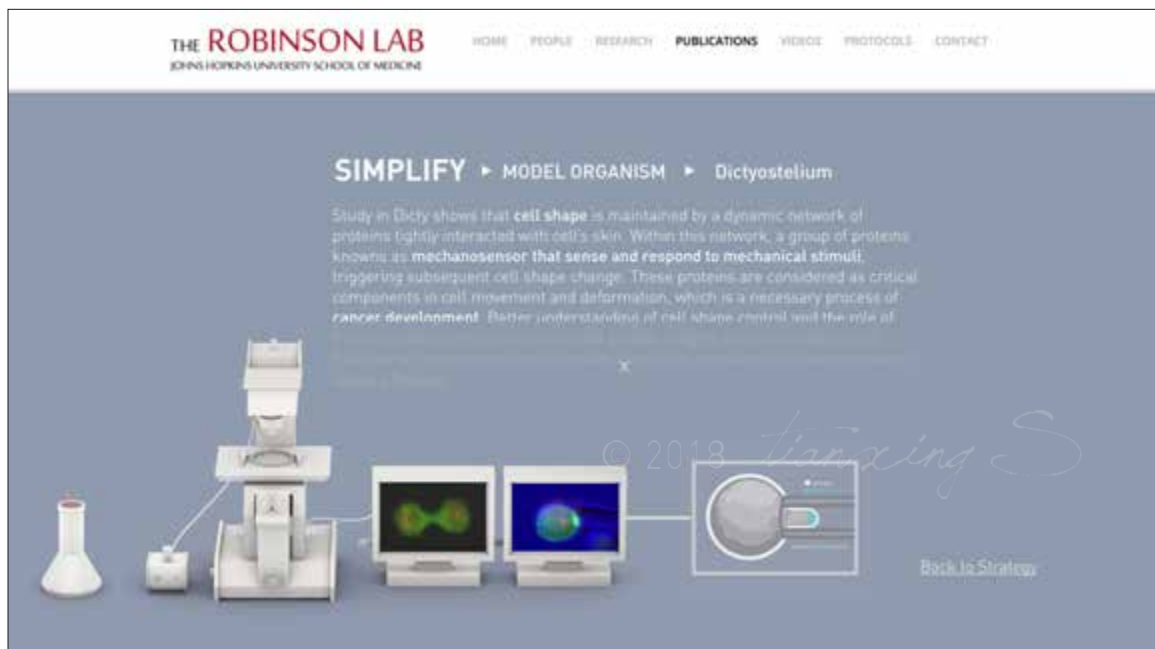 THE ROBINSON LAB
JOHNS HOPKINS UNIVERSITY SCHOOL OF MEDICINE
HOME PEOPLE RESEARCH PUBLICATIONS VIDEOS PROTOCOLS CONTACT
SIMPLIFY ▸ MODEL ORGANISM ▸ Dictyostelium
Study in Dicty shows that cell shape is maintained by a dynamic network of
proteins tightly interacted with cell's skin. Within this network, a group of proteins
knowns as mechanosensor that sense and respond to mechanical stimuli,
triggering subsequent cell shape change. These proteins are considered as critical
components in cell movement and deformation, which is a necessary process of
cancer development. Better understanding of cell shape control and the role of
X
© 2018 tianxing S
Back to Strategy